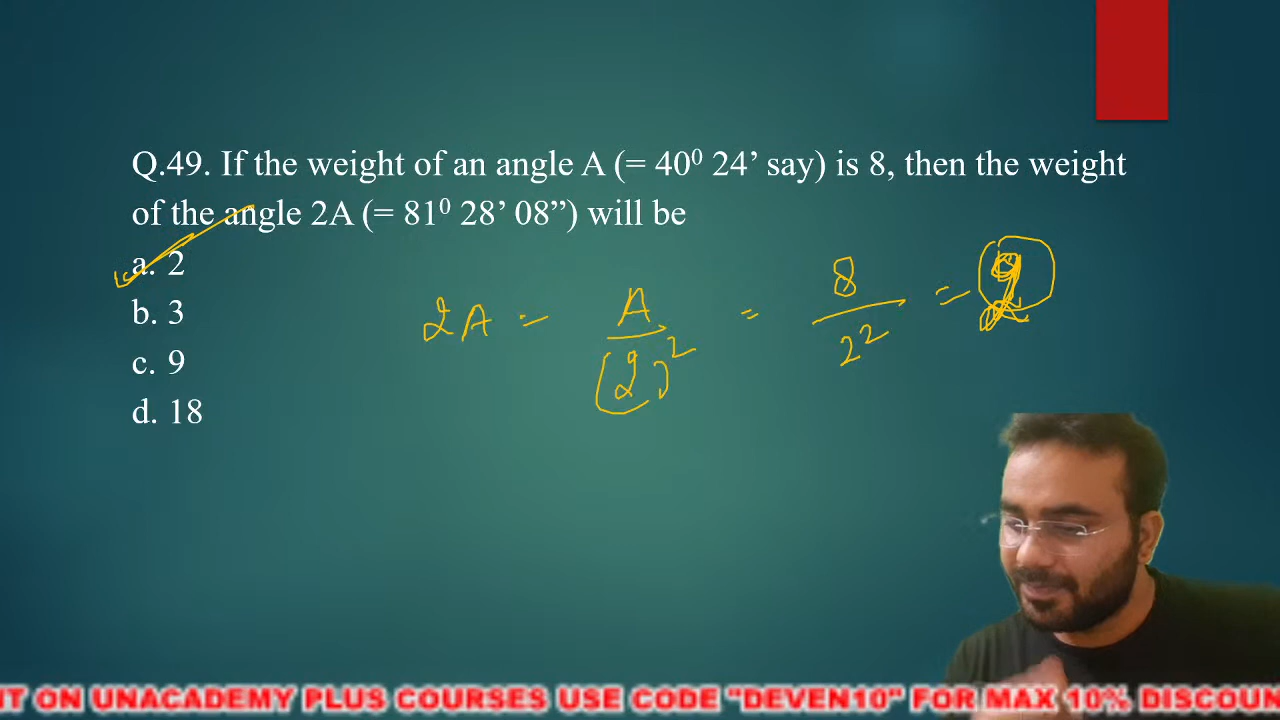 Q.49. If the weight of an angle A (= 40⁰ 24’ say) is 8, then the weight
of the angle 2A (= 81⁰ 28’ 08”) will be
a. 2
b. 3
c. 9
d. 18
2A = A/(2)² = 8/2² =
IT ON UNACADEMY PLUS COURSES USE CODE "DEVEN10" FOR MAX 10% DISCOUN